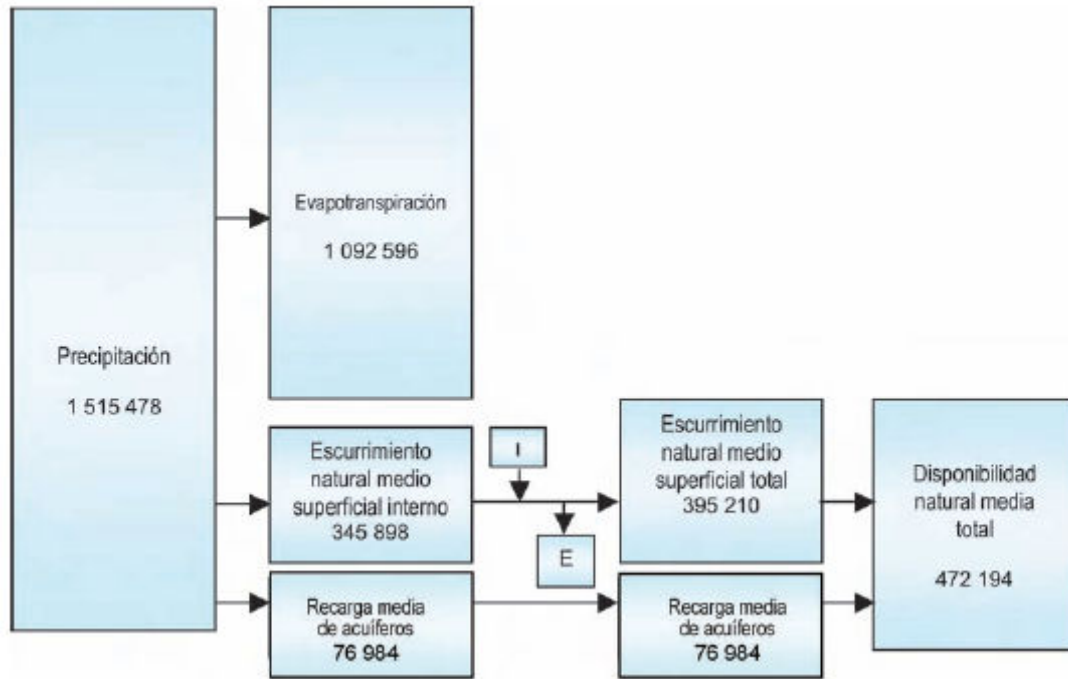 Precipitación
1 515 478
Evapotranspiración
1 092 596
Escurrimiento
natural medio
superficial interno
345 898
I
E
Escurrimiento
natural medio
superficial total
395 210
Recarga media
de acuíferos
76 984
Recarga media
de acuíferos
76 984
Disponibilidad
natural media
total
472 194